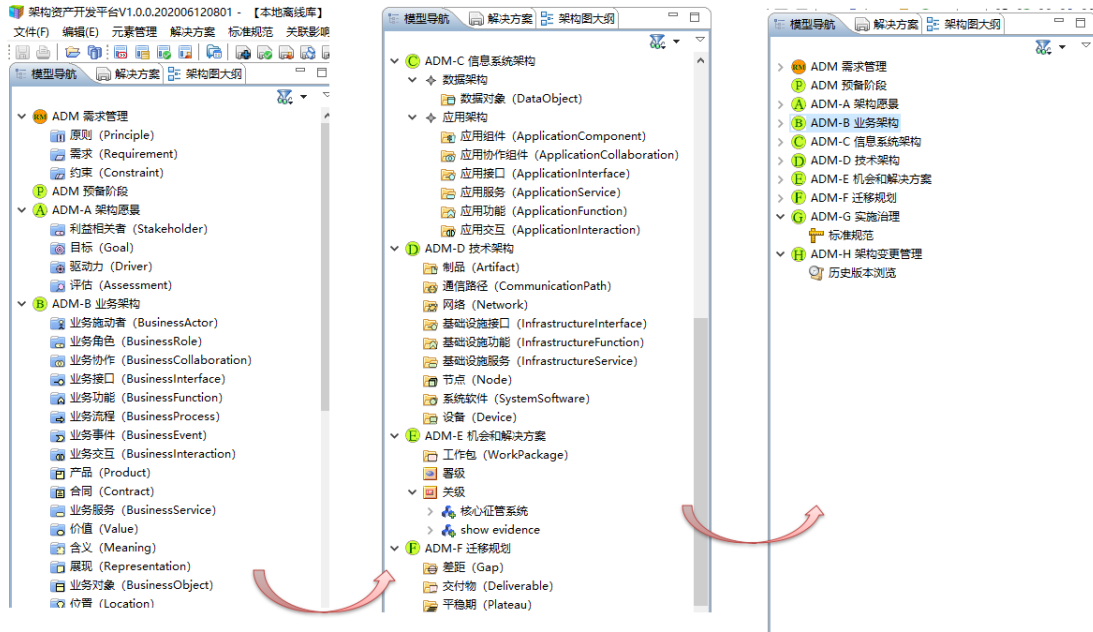 架构资产开发平台V1.0.0.202006120801 - 【本地离线库】
文件(F) 编辑(E) 元素管理 解决方案 标准规范 关联影响
模型导航 解决方案 架构图大纲
ADM 需求管理
原则 (Principle)
需求 (Requirement)
约束 (Constraint)
ADM 预备阶段
ADM-A 架构愿景
利益相关者 (Stakeholder)
目标 (Goal)
驱动力 (Driver)
评估 (Assessment)
ADM-B 业务架构
业务施动者 (BusinessActor)
业务角色 (BusinessRole)
业务协作 (BusinessCollaboration)
业务接口 (BusinessInterface)
业务功能 (BusinessFunction)
业务流程 (BusinessProcess)
业务事件 (BusinessEvent)
业务交互 (BusinessInteraction)
产品 (Product)
合同 (Contract)
业务服务 (BusinessService)
价值 (Value)
含义 (Meaning)
展现 (Representation)
业务对象 (BusinessObject)
位置 (Location)
模型导航 解决方案 架构图大纲
ADM-C 信息系统架构
数据架构
数据对象 (DataObject)
应用架构
应用组件 (ApplicationComponent)
应用协作组件 (ApplicationCollaboration)
应用接口 (ApplicationInterface)
应用服务 (ApplicationService)
应用功能 (ApplicationFunction)
应用交互 (ApplicationInteraction)
ADM-D 技术架构
制品 (Artifact)
通信路径 (CommunicationPath)
网络 (Network)
基础设施接口 (InfrastructureInterface)
基础设施功能 (InfrastructureFunction)
基础设施服务 (InfrastructureService)
节点 (Node)
系统软件 (SystemSoftware)
设备 (Device)
ADM-E 机会和解决方案
工作包 (WorkPackage)
署级
关级
核心征管系统
show evidence
ADM-F 迁移规划
差距 (Gap)
交付物 (Deliverable)
平稳期 (Plateau)
模型导航 解决方案 架构图大纲
ADM 需求管理
ADM 预备阶段
ADM-A 架构愿景
ADM-B 业务架构
ADM-C 信息系统架构
ADM-D 技术架构
ADM-E 机会和解决方案
ADM-F 迁移规划
ADM-G 实施治理
标准规范
ADM-H 架构变更管理
历史版本浏览